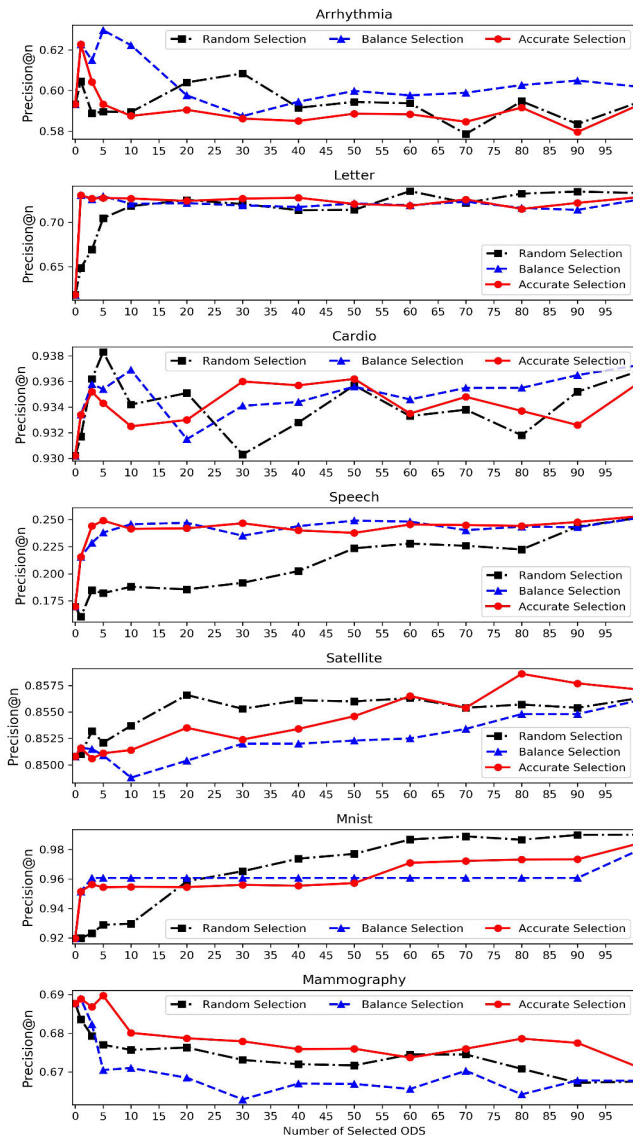 Arrhythmia
Random Selection Balance Selection Accurate Selection
0.62
0.60
0.58
Precision@n
0 5 10 15 20 25 30 35 40 45 50 55 60 65 70 75 80 85 90 95
Letter
0.70
0.65
Precision@n
Random Selection
Balance Selection
Accurate Selection
0 5 10 15 20 25 30 35 40 45 50 55 60 65 70 75 80 85 90 95
Cardio
Random Selection Balance Selection Accurate Selection
0.938
0.936
0.934
0.932
0.930
Precision@n
0 5 10 15 20 25 30 35 40 45 50 55 60 65 70 75 80 85 90 95
Speech
0.250
0.225
0.200
0.175
Precision@n
Random Selection
Balance Selection
Accurate Selection
0 5 10 15 20 25 30 35 40 45 50 55 60 65 70 75 80 85 90 95
Satellite
0.8575
0.8550
0.8525
0.8500
Precision@n
Random Selection
Balance Selection
Accurate Selection
0 5 10 15 20 25 30 35 40 45 50 55 60 65 70 75 80 85 90 95
Mnist
0.98
0.96
0.94
0.92
Precision@n
Random Selection Balance Selection Accurate Selection
0 5 10 15 20 25 30 35 40 45 50 55 60 65 70 75 80 85 90 95
Mammography
Random Selection Balance Selection Accurate Selection
0.69
0.68
0.67
Precision@n
0 5 10 15 20 25 30 35 40 45 50 55 60 65 70 75 80 85 90 95
Number of Selected ODS